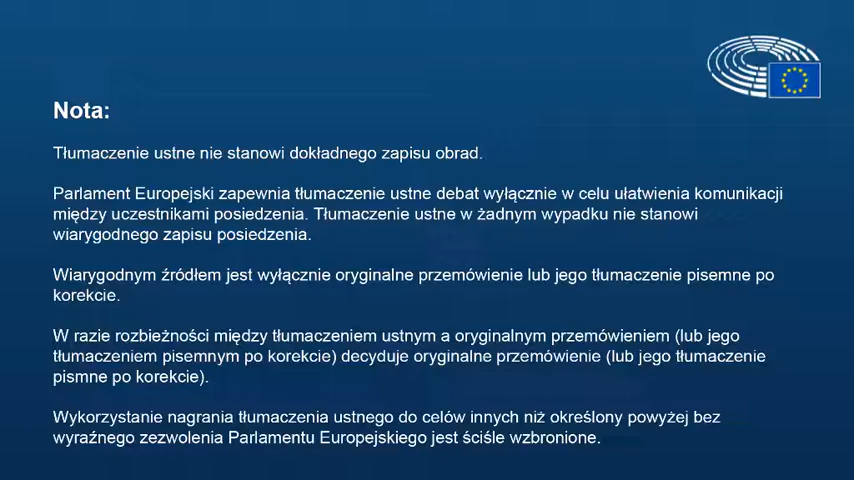 Nota:
Tłumaczenie ustne nie stanowi dokładnego zapisu obrad.
Parlament Europejski zapewnia tłumaczenie ustne debat wyłącznie w celu ułatwienia komunikacji
między uczestnikami posiedzenia. Tłumaczenie ustne w żadnym wypadku nie stanowi
wiarygodnego zapisu posiedzenia.
Wiarygodnym źródłem jest wyłącznie oryginalne przemówienie lub jego tłumaczenie pisemne po
korekcie.
W razie rozbieżności między tłumaczeniem ustnym a oryginalnym przemówieniem (lub jego
tłumaczeniem pisemnym po korekcie) decyduje oryginalne przemówienie (lub jego tłumaczenie
pismne po korekcie).
Wykorzystanie nagrania tłumaczenia ustnego do celów innych niż określony powyżej bez
wyraźnego zezwolenia Parlamentu Europejskiego jest ściśle wzbronione.